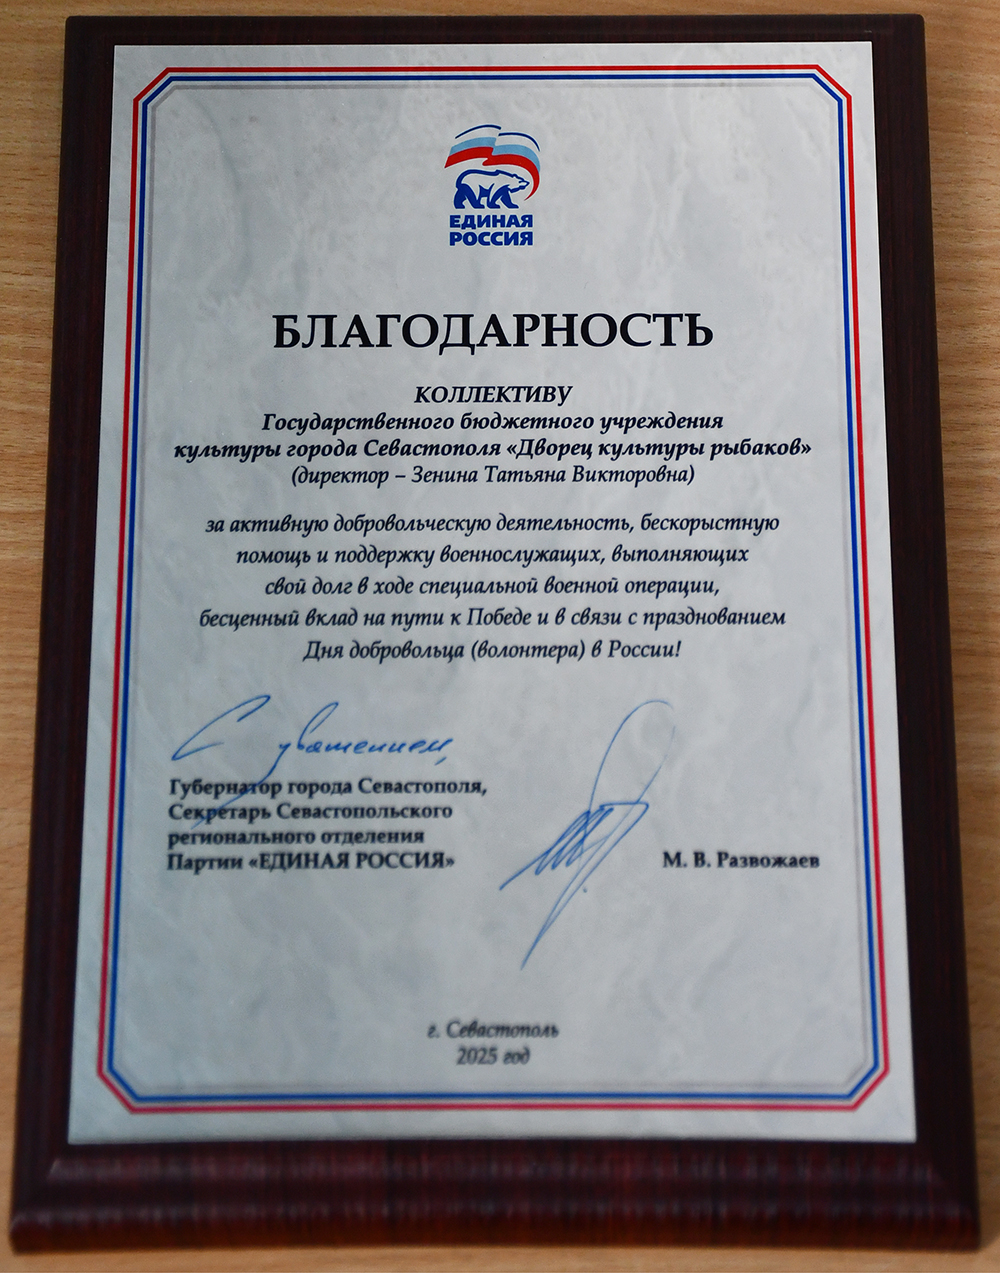 ЕДИНАЯ
РОССИЯ
БЛАГОДАРНОСТЬ
КОЛЛЕКТИВУ
Государственного бюджетного учреждения
культуры города Севастополя «Дворец культуры рыбаков»
(директор – Зенина Татьяна Викторовна)
за активную добровольческую деятельность, бескорыстную
помощь и поддержку военнослужащих, выполняющих
свой долг в ходе специальной военной операции,
бесценный вклад на пути к Победе и в связи с празднованием
Дня добровольца (волонтера) в России!
С уважением,
Губернатор города Севастополя,
Секретарь Севастопольского
регионального отделения
Партии «ЕДИНАЯ РОССИЯ»
М. В. Развожаев
г. Севастополь
2025 год